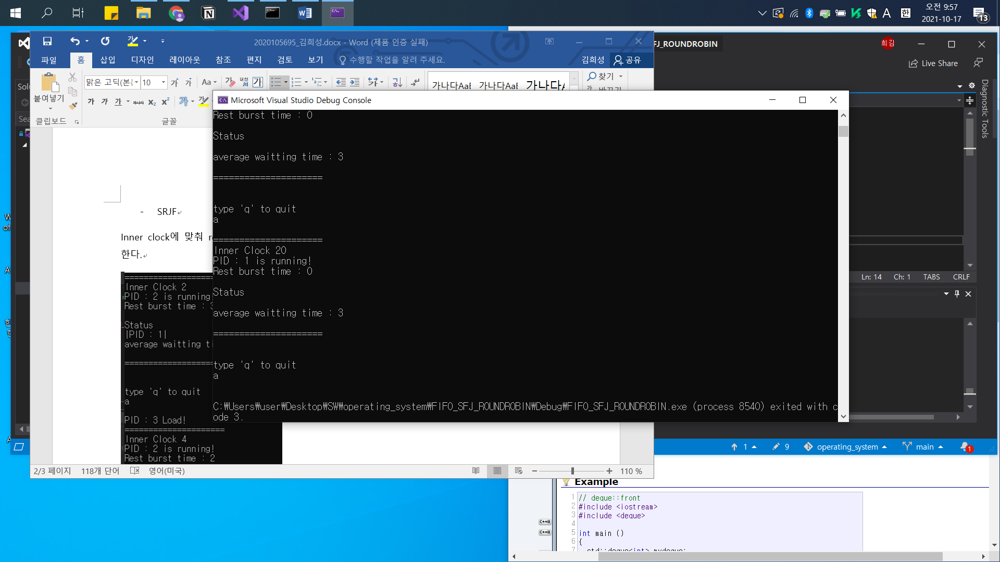 오전 9:57
2021-10-17
A
한
13
2020105695_김희성.docx - Word (제품 인증 실패)
FJ_ROUNDROBIN
희김
파일 홈 삽입 디자인 레이아웃 참조 편지 검토 보기 수행할 작업을 알려 주세요.
김희성 공유
Live Share
맑은 고딕(본
10
가나다AaB 가나다AaB 가나다A
찾기
붙여넣기
클립보드
글꼴
Diagnostic Tools
Microsoft Visual Studio Debug Console
Rest burst time : 0
Status
average waitting time : 3
=====================
type 'q' to quit
a
=====================
Inner Clock 20
PID : 1 is running!
Rest burst time : 0
Status
average waitting time : 3
=====================
type 'q' to quit
a
C:₩Users₩user₩Desktop₩SW₩operating_system₩FIFO_SFJ_ROUNDROBIN₩Debug₩FIFO_SFJ_ROUNDROBIN.exe (process 8540) exited with c
ode 3.
- SRJF
Inner clock에 맞춰 r
한다.
Inner Clock 2
PID : 2 is running!
Rest burst time : 3
Status
|PID : 1|
average waitting ti
type 'q' to quit
a
PID : 3 Load!
=====================
Inner Clock 4
PID : 2 is running!
Rest burst time : 2
Ln: 14 Ch: 1 TABS CRLF
1 9 operating_system main 1
2/3 페이지 118개 단어 영어(미국)
110 %
Example
1 // deque::front
2 #include <iostream>
3 #include <deque>
4
5 int main ()
6 {
7 std::deque<int> mydeque;